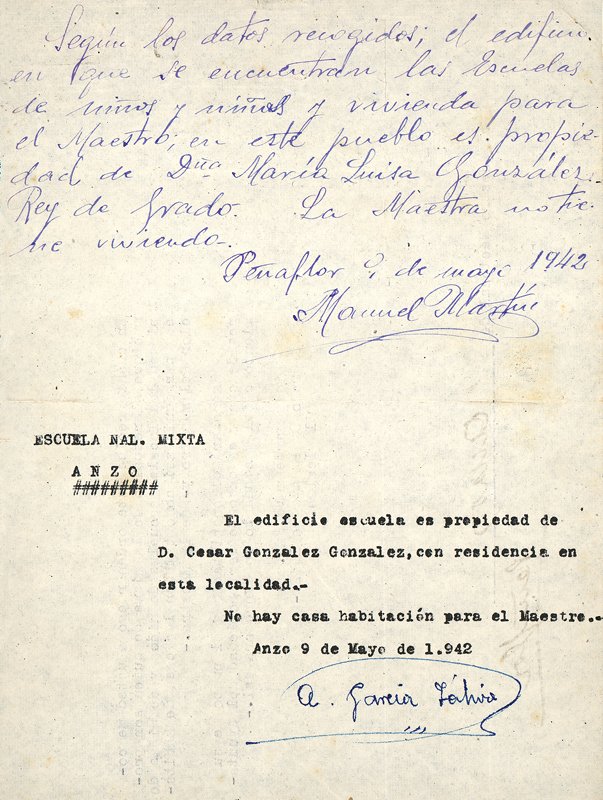 Según los datos recogidos; el edificio
en que se encuentran las Escuelas
de niños y niñas y vivienda para
el Maestro; en este pueblo es propie-
dad de Dña María Luisa González
Rey de Grado. La Maestra no tie-
ne vivienda-.
Peñaflor 9, de mayo 1942
Manuel Martín
ESCUELA NAL. MIXTA
A N Z O
#########
El edificio escuela es propiedad de
D. Cesar Gonzalez Gonzalez, con residencia en
esta localidad.-
No hay casa habitación para el Maestro.-
Anzo 9 de Mayo de 1.942
A. Garcia